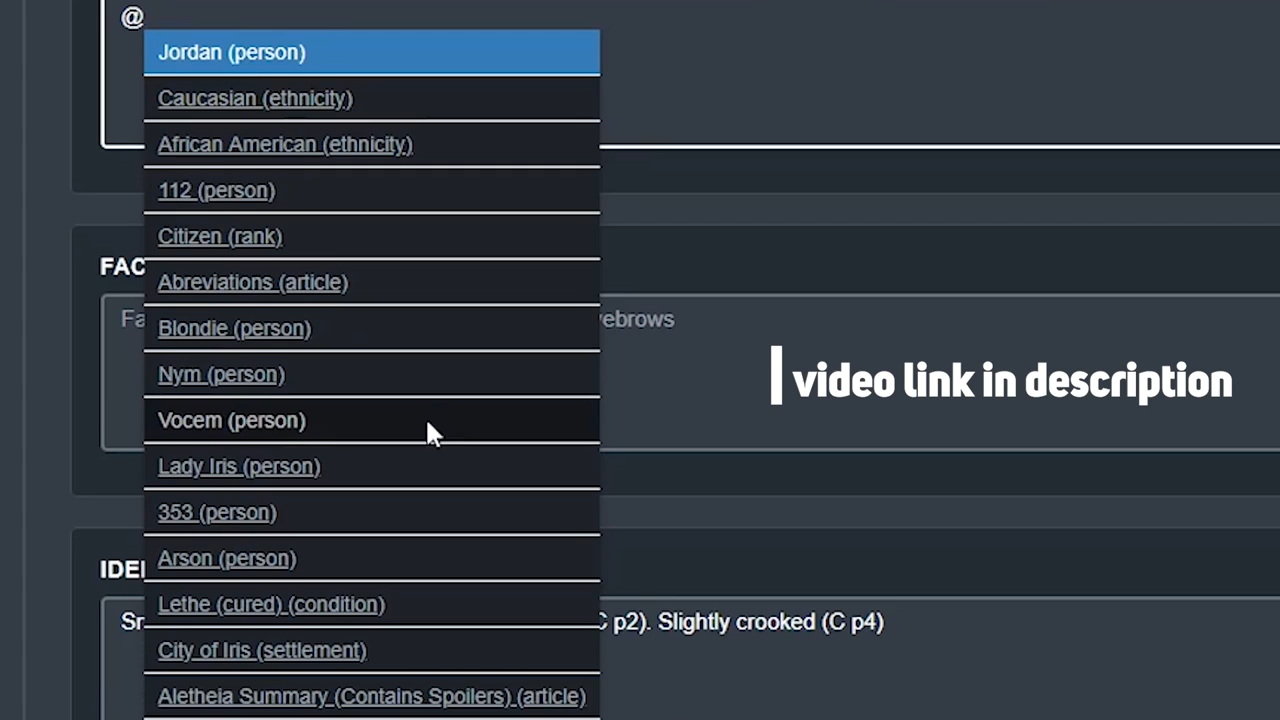 @
Jordan (person)
Caucasian (ethnicity)
African American (ethnicity)
112 (person)
Citizen (rank)
FAC
Abreviations (article)
Fa
Blondie (person)
ebrows
Nym (person)
video link in description
Vocem (person)
Lady Iris (person)
353 (person)
IDE
Arson (person)
Lethe (cured) (condition)
C p2). Slightly crooked (C p4)
City of Iris (settlement)
Aletheia Summary (Contains Spoilers) (article)